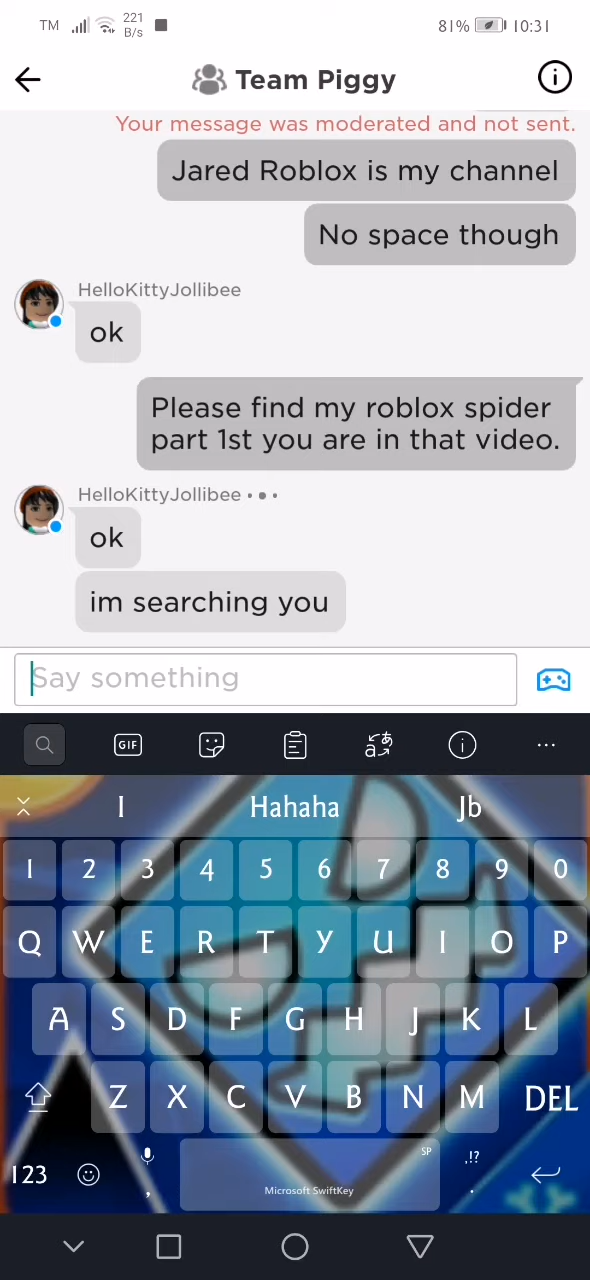 TM 221 B/s 81% 10:31
Team Piggy
Your message was moderated and not sent.
Jared Roblox is my channel
No space though
HelloKittyJollibee
ok
Please find my roblox spider
part 1st you are in that video.
HelloKittyJollibee
ok
im searching you
Say something
GIF aあ
I Hahaha Jb
1 2 3 4 5 6 7 8 9 0
Q W E R T Y U I O P
A S D F G H J K L
Z X C V B N M DEL
123 , Microsoft SwiftKey SP ,!? .